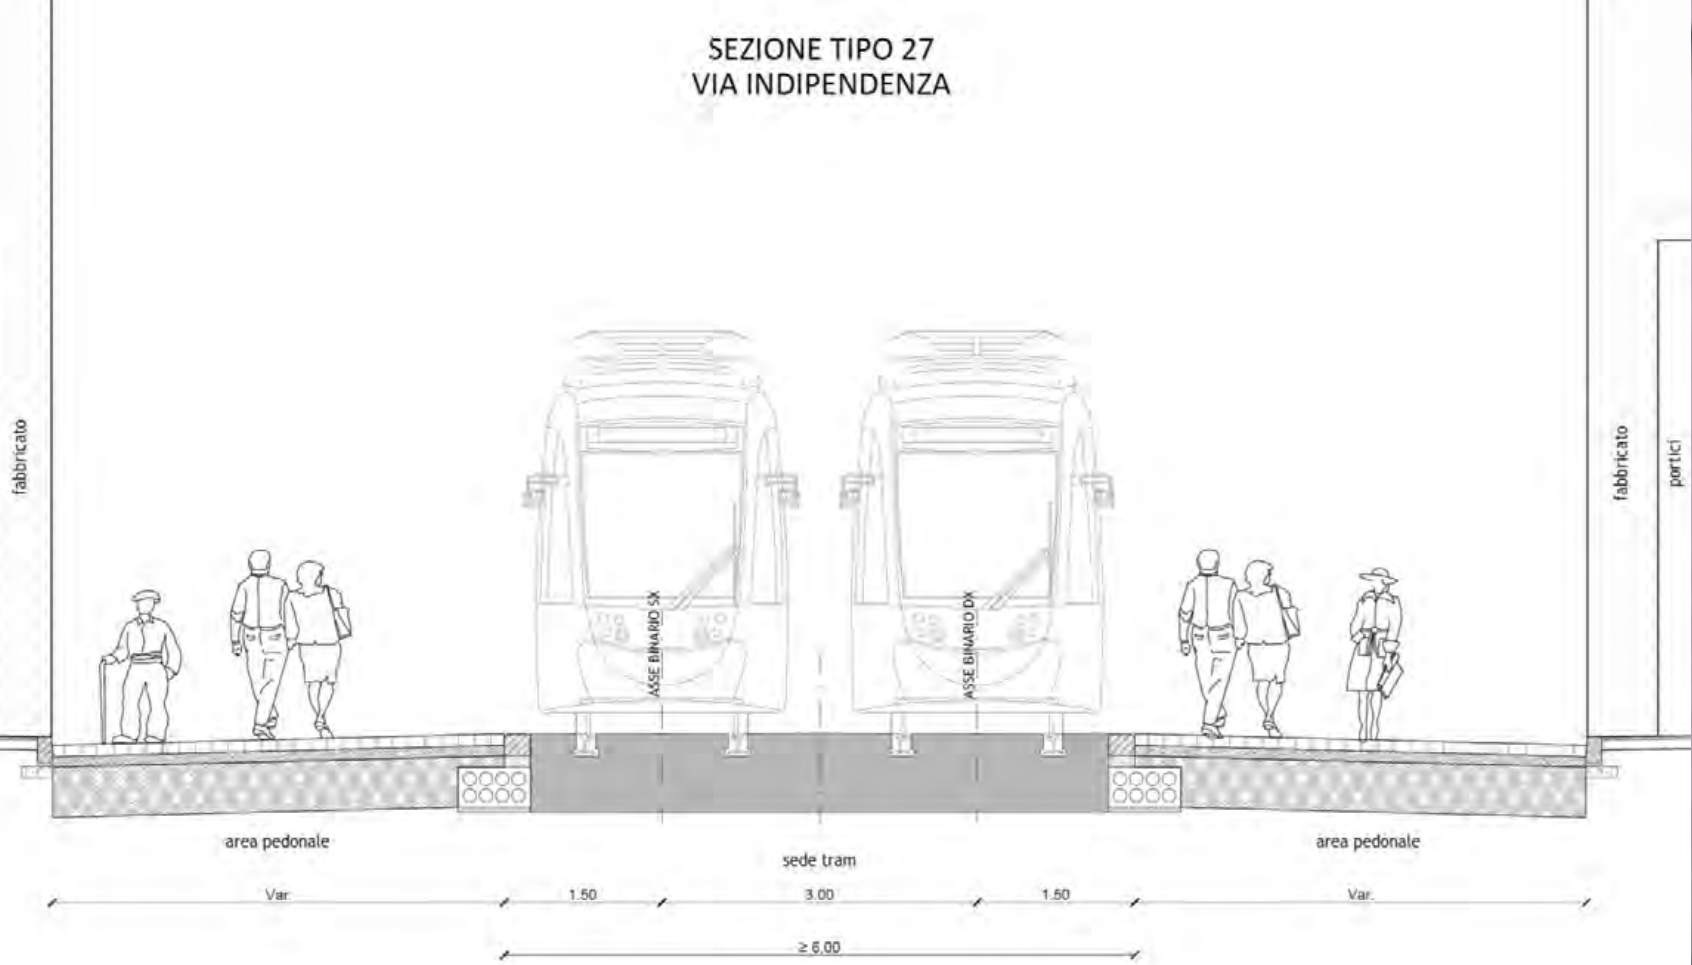 SEZIONE TIPO 27
VIA INDIPENDENZA
fabbricato
ASSE BINARIO SX
ASSE BINARIO DX
fabbricato
portici
area pedonale
sede tram
area pedonale
Var.
1.50
3.00
1.50
Var.
≥ 6.00